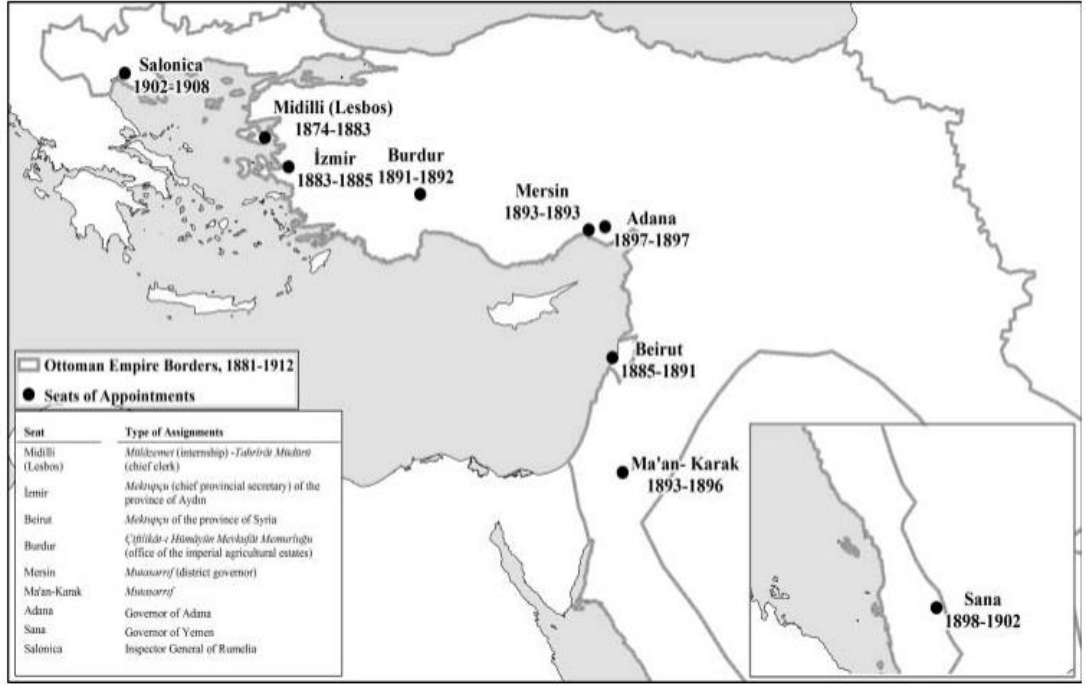 Salonica
1902-1908
Midilli (Lesbos)
1874-1883
İzmir
1883-1885
Burdur
1891-1892
Mersin
1893-1893
Adana
1897-1897
Beirut
1885-1891
Ma'an- Karak
1893-1896
Sana
1898-1902
Ottoman Empire Borders, 1881-1912
Seats of Appointments
Seat Type of Assignments
Midilli (Lesbos) Mülâzemet (internship) -Tahrirât Müdürü (chief clerk)
İzmir Mektupçu (chief provincial secretary) of the province of Aydın
Beirut Mektupçu of the province of Syria
Burdur Çiftlikât-ı Hümâyûn Mevkufât Memurluğu (office of the imperial agricultural estates)
Mersin Mutasarrıf (district governor)
Ma'an-Karak Mutasarrıf
Adana Governor of Adana
Sana Governor of Yemen
Salonica Inspector General of Rumelia